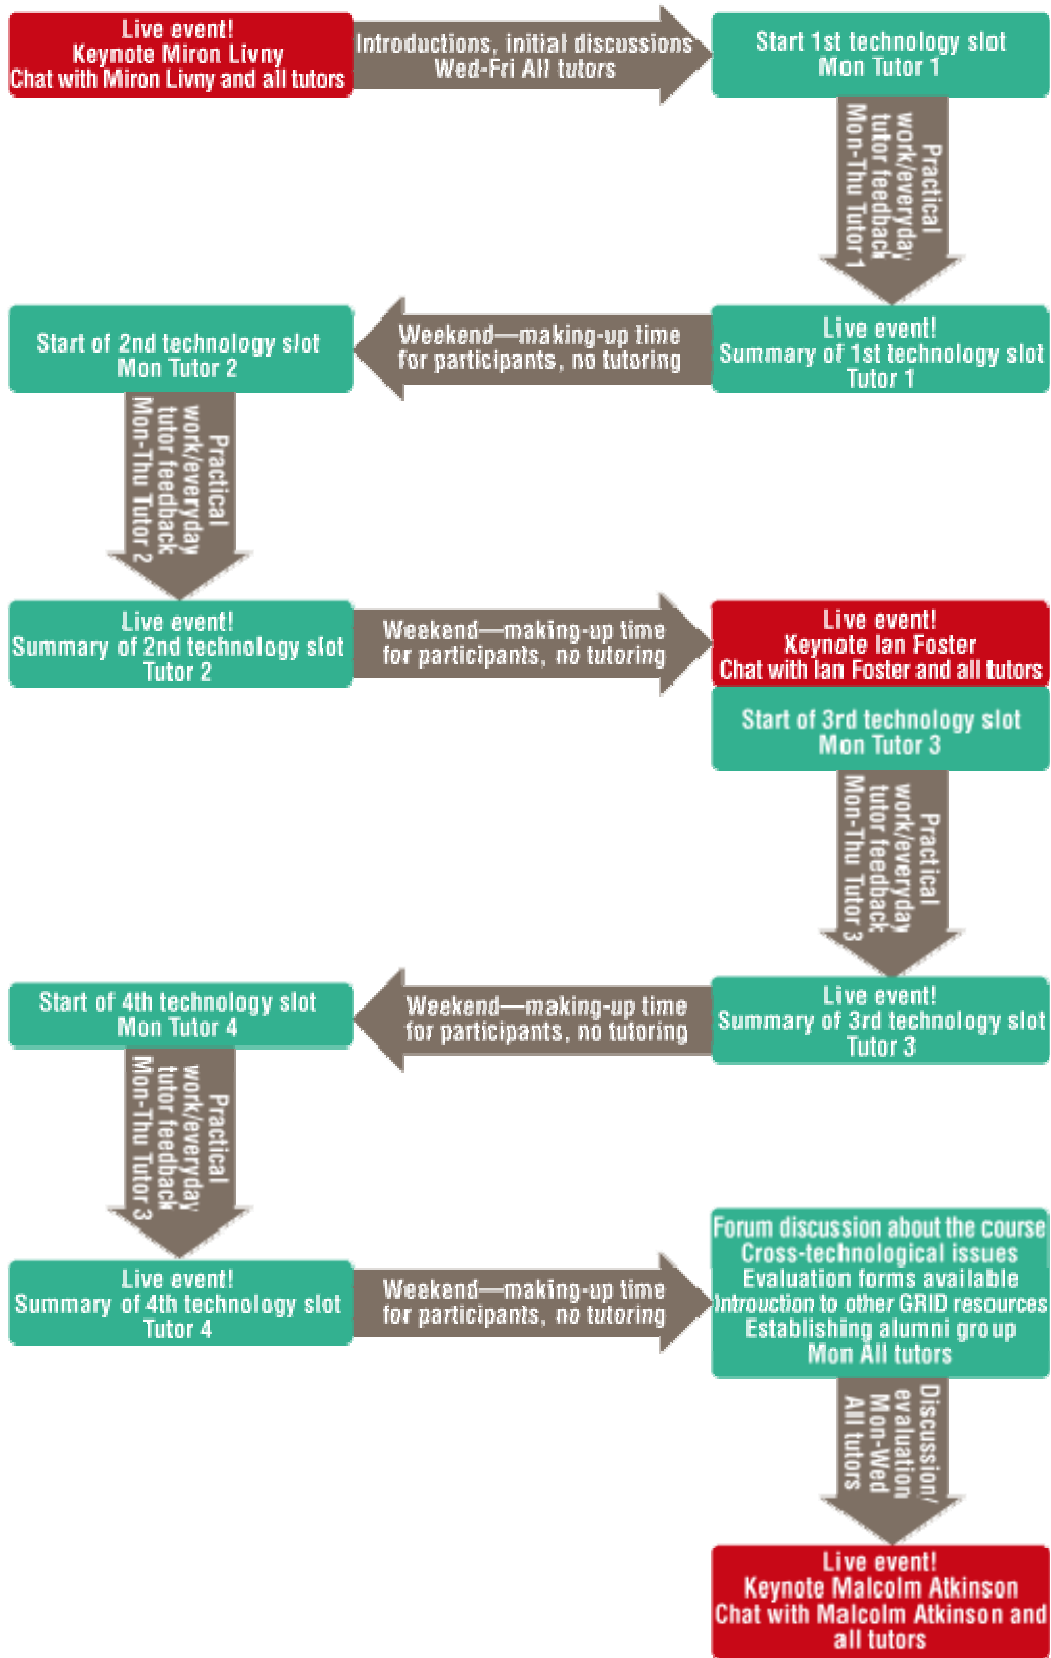 Live event!
Keynote Miron Livny
Chat with Miron Livny and all tutors
Introductions, initial discussions
Wed-Fri All tutors
Start 1st technology slot
Mon Tutor 1
Practical
work/everyday
tutor feedback
Mon-Thu Tutor 1
Live event!
Summary of 1st technology slot
Tutor 1
Weekend—making-up time
for participants, no tutoring
Start of 2nd technology slot
Mon Tutor 2
Practical
work/everyday
tutor feedback
Mon-Thu Tutor 2
Live event!
Summary of 2nd technology slot
Tutor 2
Weekend—making-up time
for participants, no tutoring
Live event!
Keynote Ian Foster
Chat with Ian Foster and all tutors
Start of 3rd technology slot
Mon Tutor 3
Practical
work/everyday
tutor feedback
Mon-Thu Tutor 3
Live event!
Summary of 3rd technology slot
Tutor 3
Weekend—making-up time
for participants, no tutoring
Start of 4th technology slot
Mon Tutor 4
Practical
work/everyday
tutor feedback
Mon-Thu Tutor 3
Live event!
Summary of 4th technology slot
Tutor 4
Weekend—making-up time
for participants, no tutoring
Forum discussion about the course
Cross-technological issues
Evaluation forms available
Introuction to other GRID resources
Establishing alumni group
Mon All tutors
Discussion/
evaluation
Mon-Wed
All tutors
Live event!
Keynote Malcolm Atkinson
Chat with Malcolm Atkinson and
all tutors